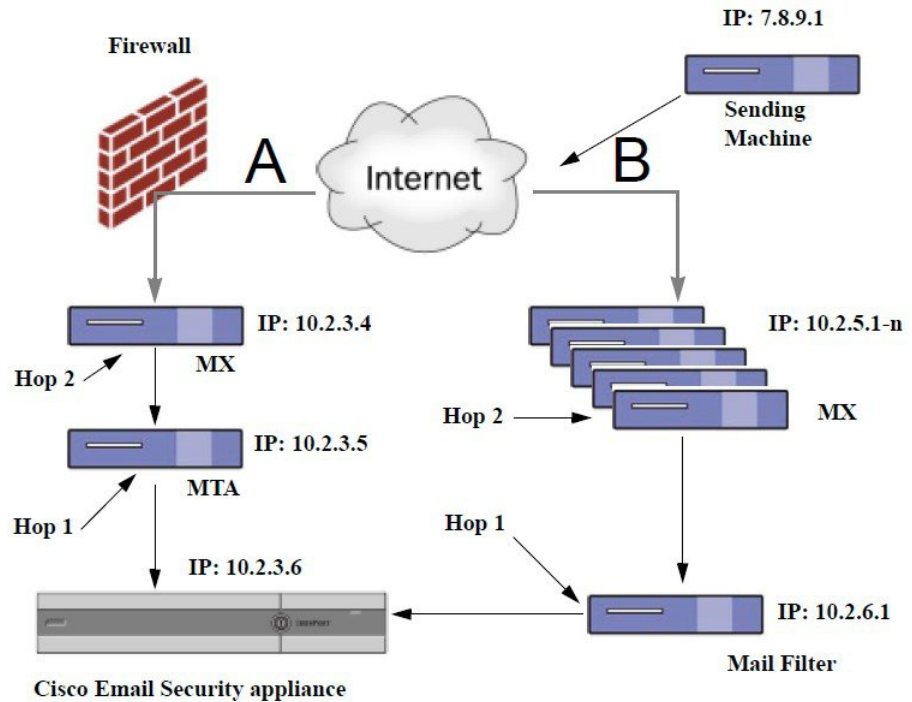 IP: 7.8.9.1
Firewall
Sending
Machine
A
Internet
B
IP: 10.2.3.4
MX
Hop 2
IP: 10.2.5.1-n
MX
Hop 2
IP: 10.2.3.5
MTA
Hop 1
Hop 1
IP: 10.2.3.6
IP: 10.2.6.1
Mail Filter
Cisco Email Security appliance